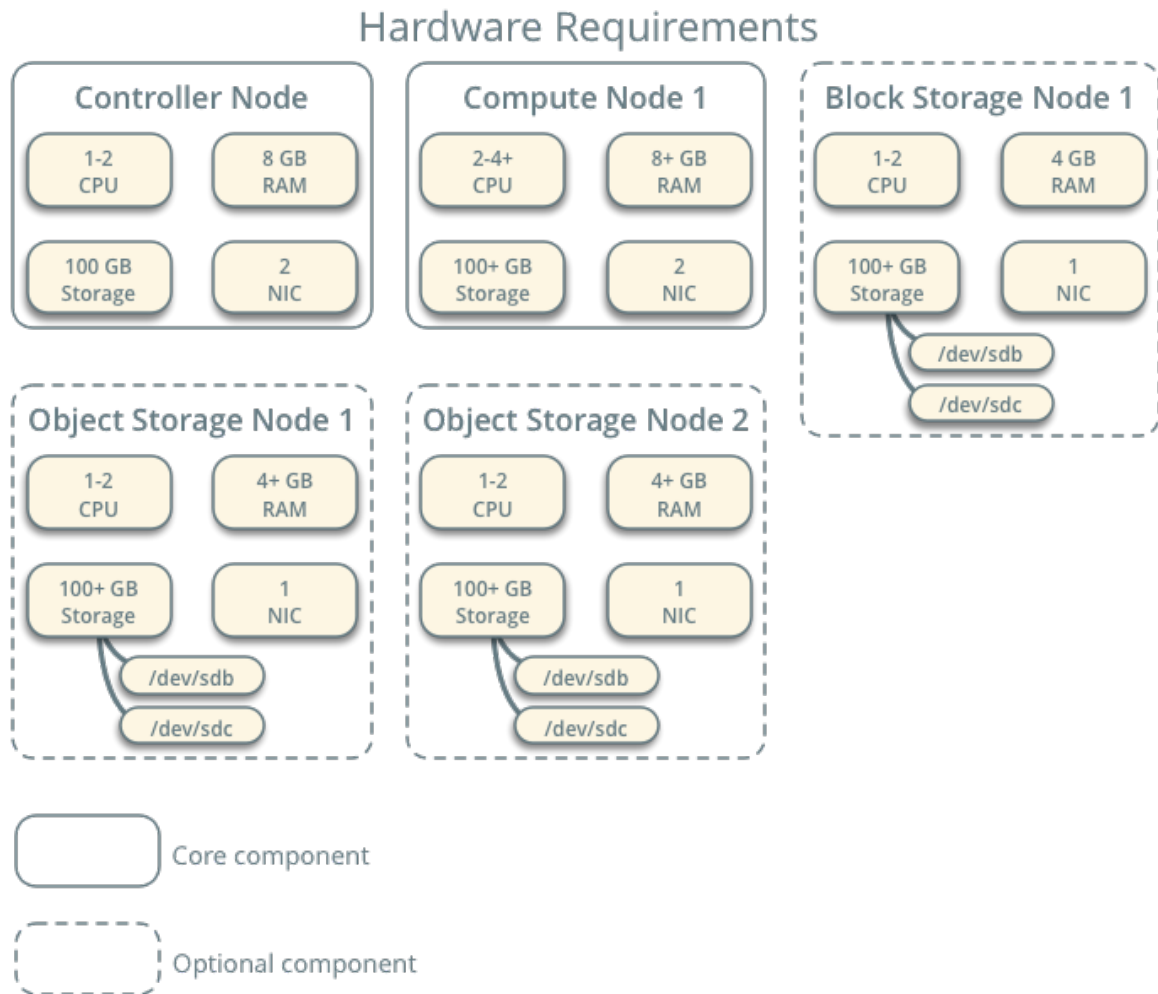 Hardware Requirements
Controller Node
1-2
CPU
8 GB
RAM
100 GB
Storage
2
NIC
Compute Node 1
2-4+
CPU
8+ GB
RAM
100+ GB
Storage
2
NIC
Block Storage Node 1
1-2
CPU
4 GB
RAM
100+ GB
Storage
1
NIC
/dev/sdb
/dev/sdc
Object Storage Node 1
1-2
CPU
4+ GB
RAM
100+ GB
Storage
1
NIC
/dev/sdb
/dev/sdc
Object Storage Node 2
1-2
CPU
4+ GB
RAM
100+ GB
Storage
1
NIC
/dev/sdb
/dev/sdc
Core component
Optional component